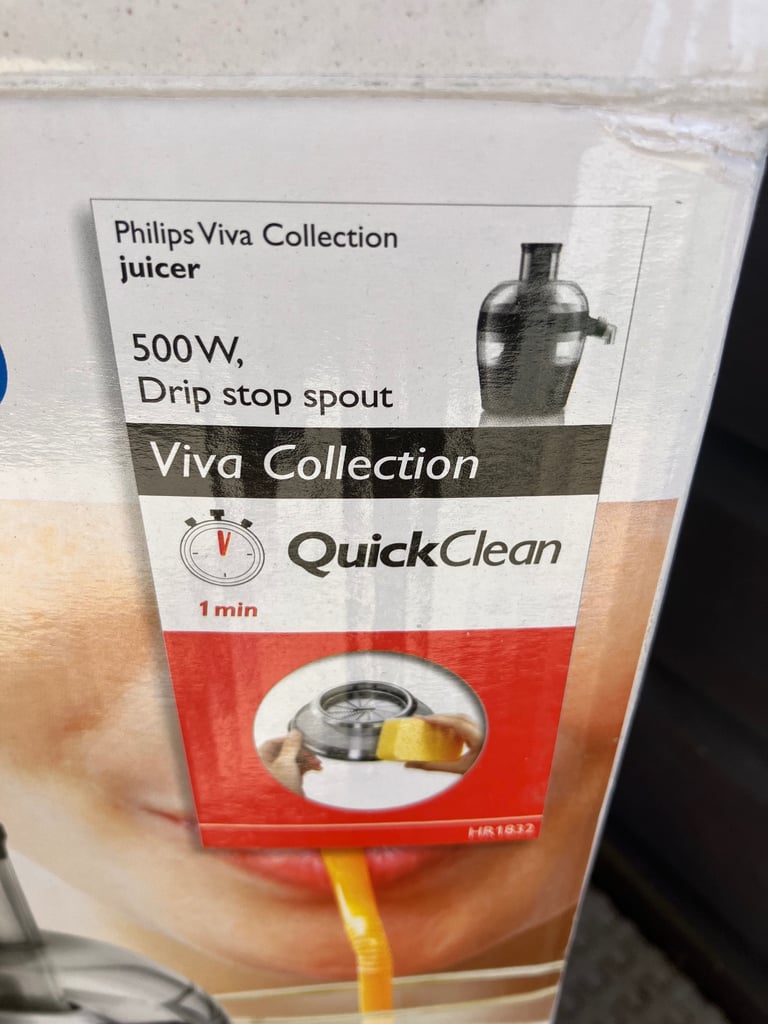 Philips Viva Collection
juicer
500W,
Drip stop spout
Viva Collection
V
QuickClean
1 min
HR1832